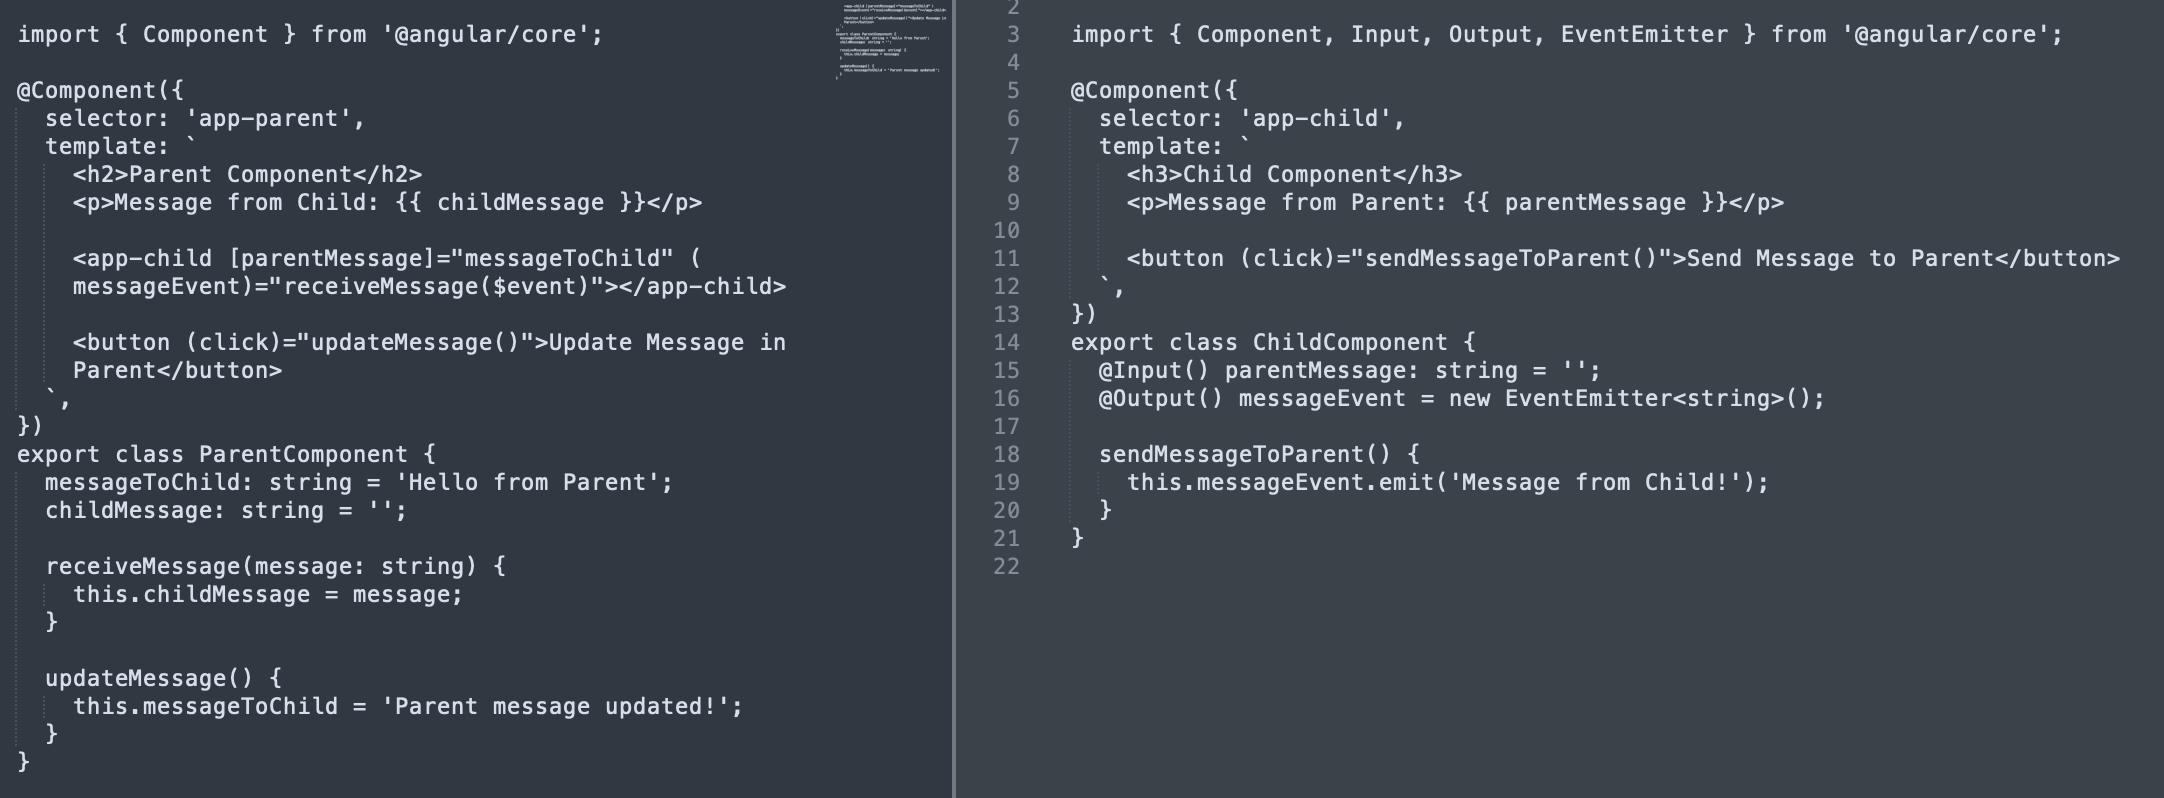 import { Component } from '@angular/core';

@Component({
  selector: 'app-parent',
  template: `
    <h2>Parent Component</h2>
    <p>Message from Child: {{ childMessage }}</p>

    <app-child [parentMessage]="messageToChild" (
    messageEvent)="receiveMessage($event)"></app-child>

    <button (click)="updateMessage()">Update Message in
    Parent</button>
  `,
})
export class ParentComponent {
  messageToChild: string = 'Hello from Parent';
  childMessage: string = '';

  receiveMessage(message: string) {
    this.childMessage = message;
  }

  updateMessage() {
    this.messageToChild = 'Parent message updated!';
  }
}
2
3 import { Component, Input, Output, EventEmitter } from '@angular/core';
4
5 @Component({
6   selector: 'app-child',
7   template: `
8     <h3>Child Component</h3>
9     <p>Message from Parent: {{ parentMessage }}</p>
10
11     <button (click)="sendMessageToParent()">Send Message to Parent</button>
12   `,
13 })
14 export class ChildComponent {
15   @Input() parentMessage: string = '';
16   @Output() messageEvent = new EventEmitter<string>();
17
18   sendMessageToParent() {
19     this.messageEvent.emit('Message from Child!');
20   }
21 }
22